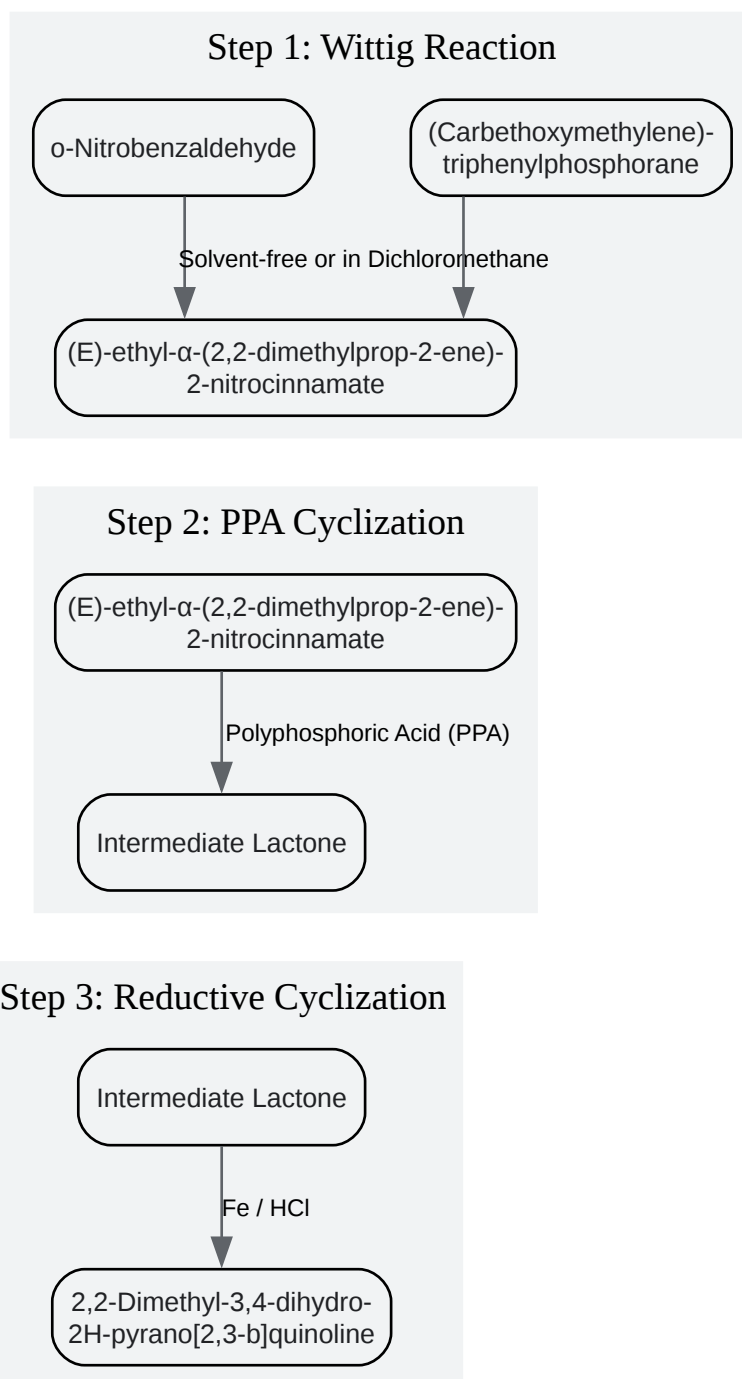 Step 1: Wittig Reaction
o-Nitrobenzaldehyde
(Carbethoxymethylene)-
triphenylphosphorane
Solvent-free or in Dichloromethane
(E)-ethyl-α-(2,2-dimethylprop-2-ene)-
2-nitrocinnamate
Step 2: PPA Cyclization
(E)-ethyl-α-(2,2-dimethylprop-2-ene)-
2-nitrocinnamate
Polyphosphoric Acid (PPA)
Intermediate Lactone
Step 3: Reductive Cyclization
Intermediate Lactone
Fe / HCl
2,2-Dimethyl-3,4-dihydro-
2H-pyrano[2,3-b]quinoline